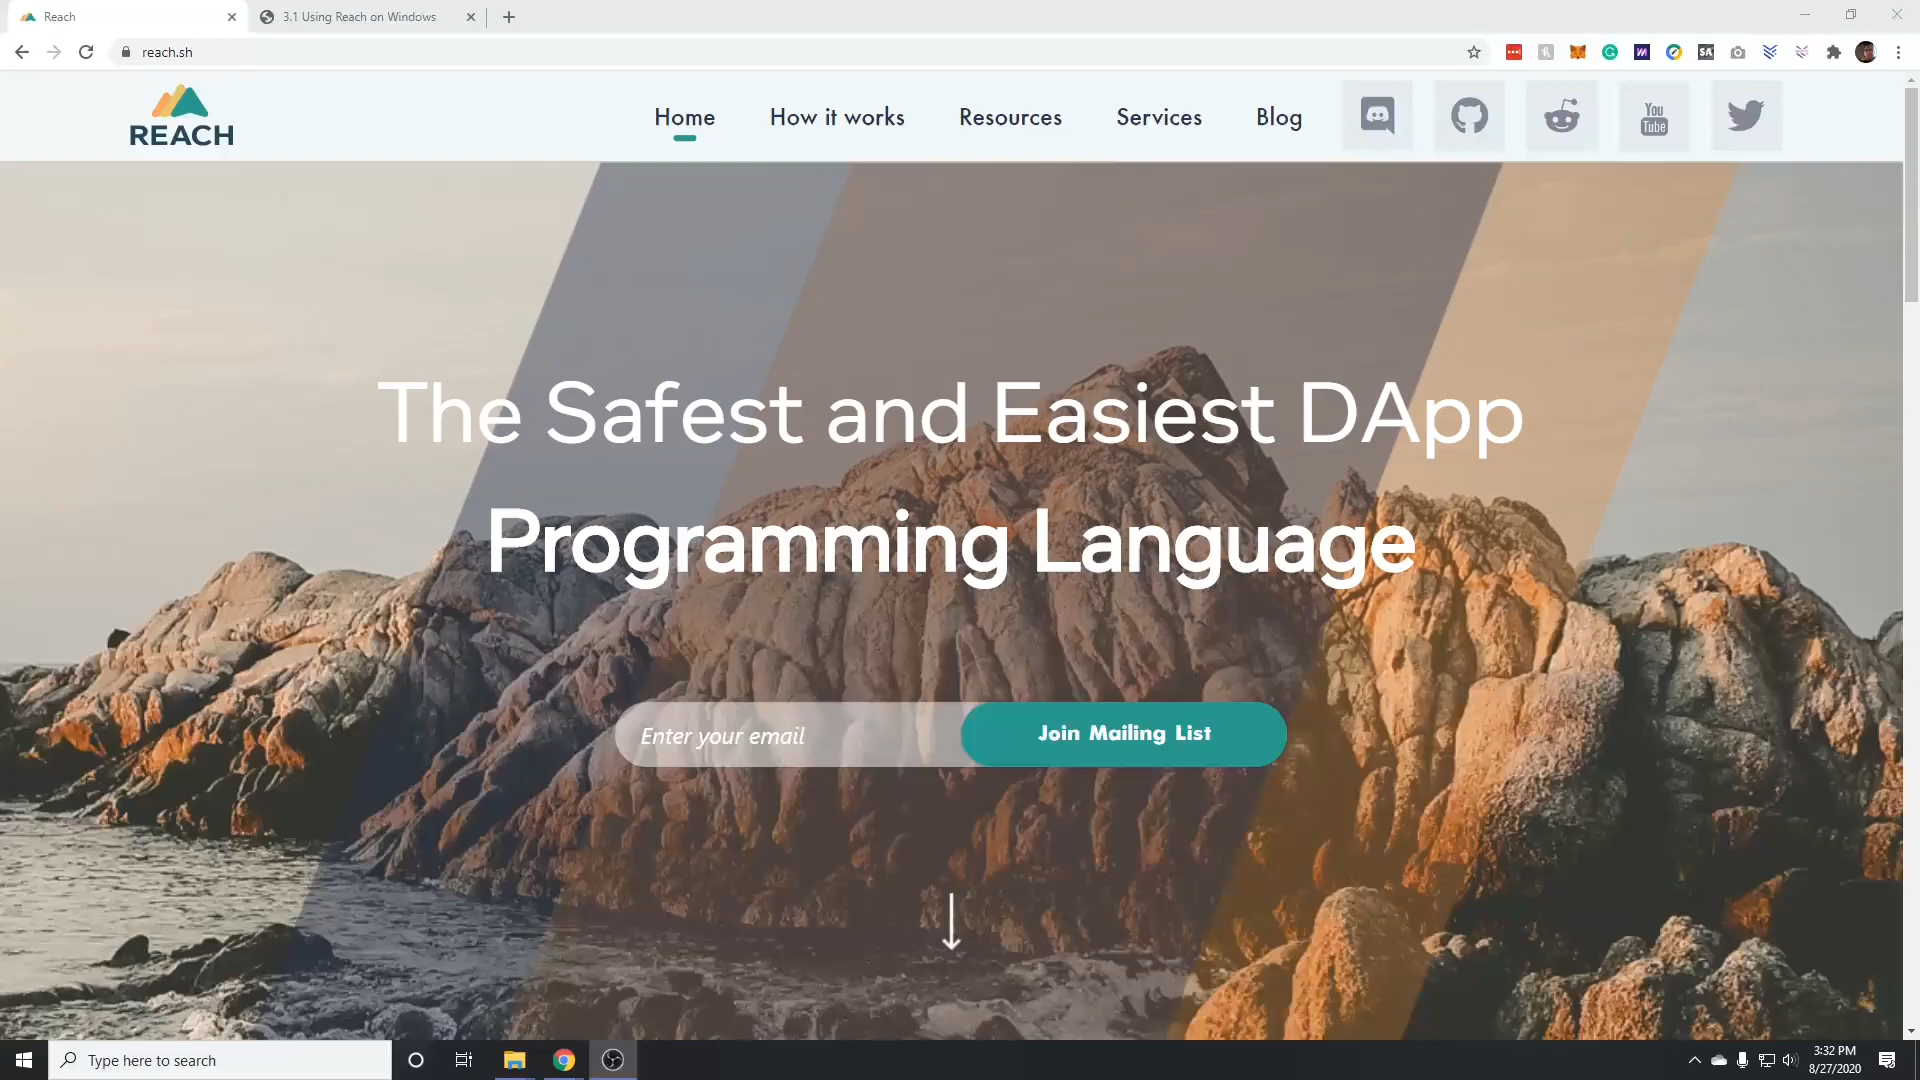 Reach
3.1 Using Reach on Windows
reach.sh
SA
REACH
Home
How it works
Resources
Services
Blog
You
Tube
The Safest and Easiest DApp
Programming Language
Enter your email
Join Mailing List
Type here to search
3:32 PM
8/27/2020